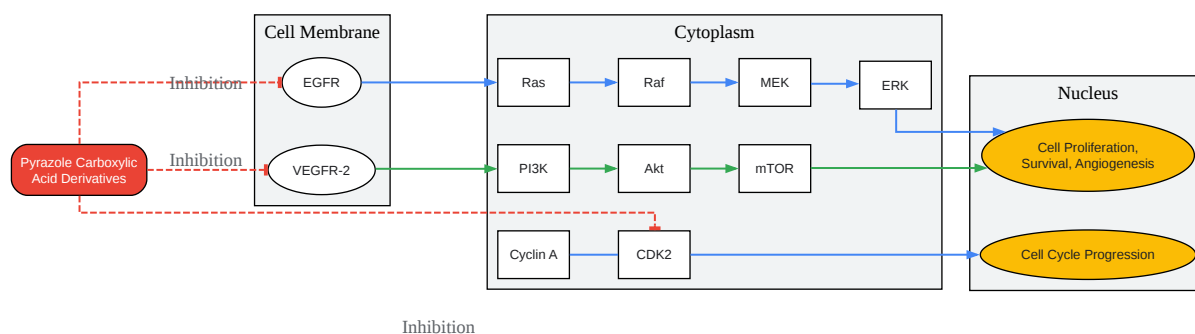 Cell Membrane
Cytoplasm
Nucleus
Inhibition
EGFR
Ras
Raf
MEK
ERK
Pyrazole Carboxylic
Acid Derivatives
Inhibition
VEGFR-2
PI3K
Akt
mTOR
Cell Proliferation,
Survival, Angiogenesis
Cyclin A
CDK2
Cell Cycle Progression
Inhibition